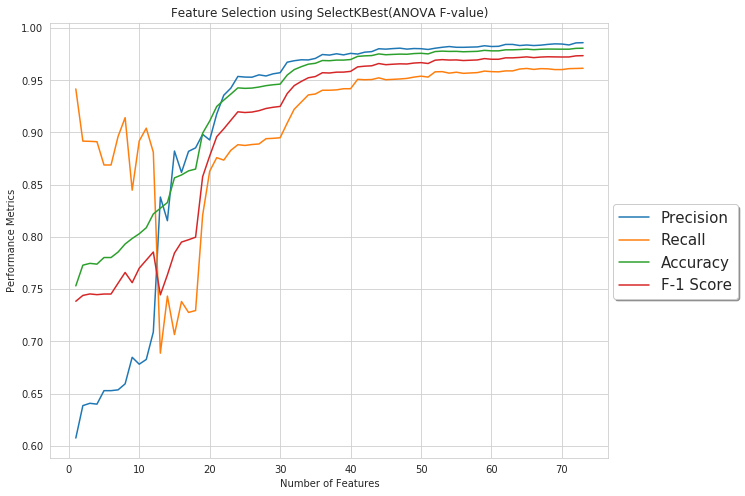 Feature Selection using SelectKBest(ANOVA F-value)
Performance Metrics
1.00
0.95
0.90
0.85
0.80
0.75
0.70
0.65
0.60
0 10 20 30 40 50 60 70
Number of Features
Precision
Recall
Accuracy
F-1 Score